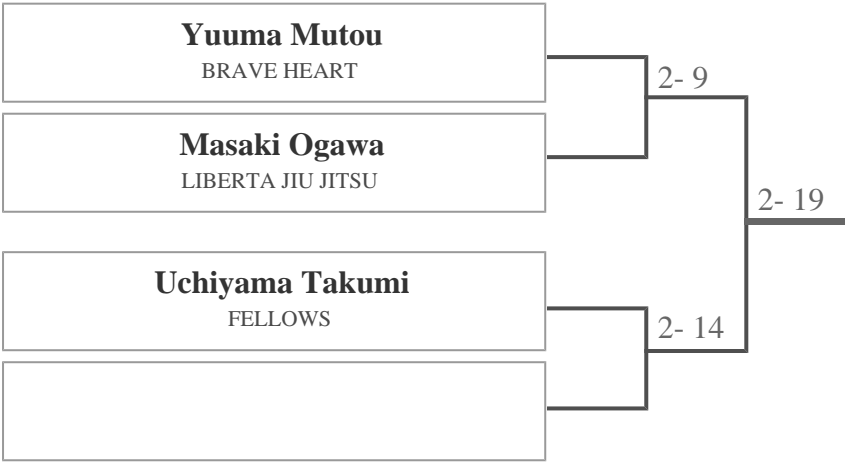 Yuuma Mutou
BRAVE HEART
2- 9
Masaki Ogawa
LIBERTA JIU JITSU
2- 19
Uchiyama Takumi
FELLOWS
2- 14